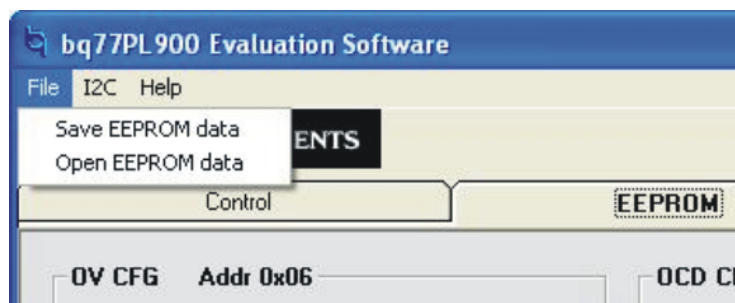 bq77PL900 Evaluation Software
File I2C Help
Save EEPROM data
Open EEPROM data
ENTS
Control EEPROM
OV CFG Addr 0x06 OCD